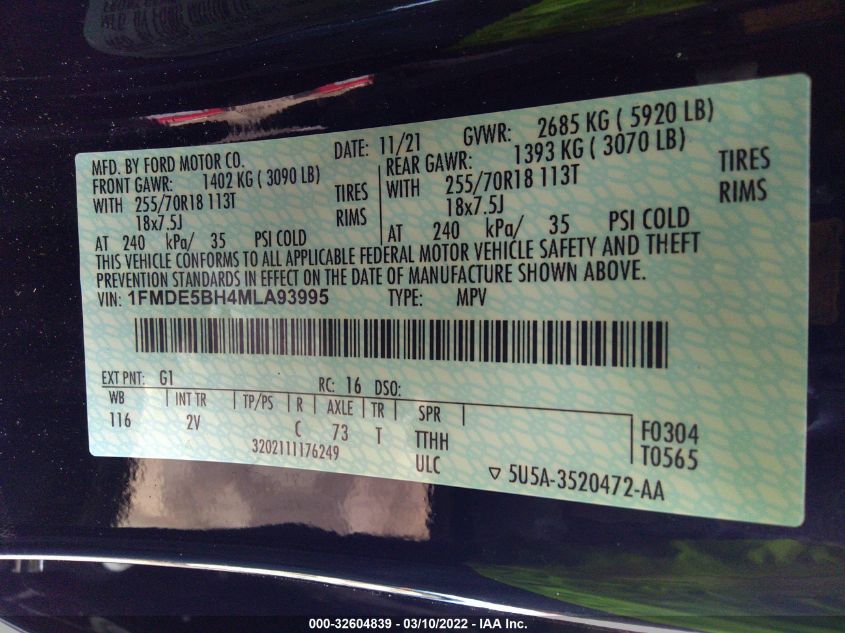 MFD. BY FORD MOTOR CO.
DATE: 11/21 GVWR: 2685 KG ( 5920 LB)
FRONT GAWR: 1402 KG ( 3090 LB)
WITH 255/70R18 113T TIRES
18x7.5J RIMS
AT 240 kPa/ 35 PSI COLD
REAR GAWR: 1393 KG ( 3070 LB)
WITH 255/70R18 113T TIRES
18x7.5J RIMS
AT 240 kPa/ 35 PSI COLD
THIS VEHICLE CONFORMS TO ALL APPLICABLE FEDERAL MOTOR VEHICLE SAFETY AND THEFT
PREVENTION STANDARDS IN EFFECT ON THE DATE OF MANUFACTURE SHOWN ABOVE.
VIN: 1FMDE5BH4MLA93995 TYPE: MPV
EXT PNT: G1 RC: 16 DSO:
WB INT TR TP/PS R AXLE TR SPR
116 2V C 73 T TTHH F0304
3202111176249 ULC T0565
5U5A-3520472-AA
000-32604839 - 03/10/2022 - IAA Inc.